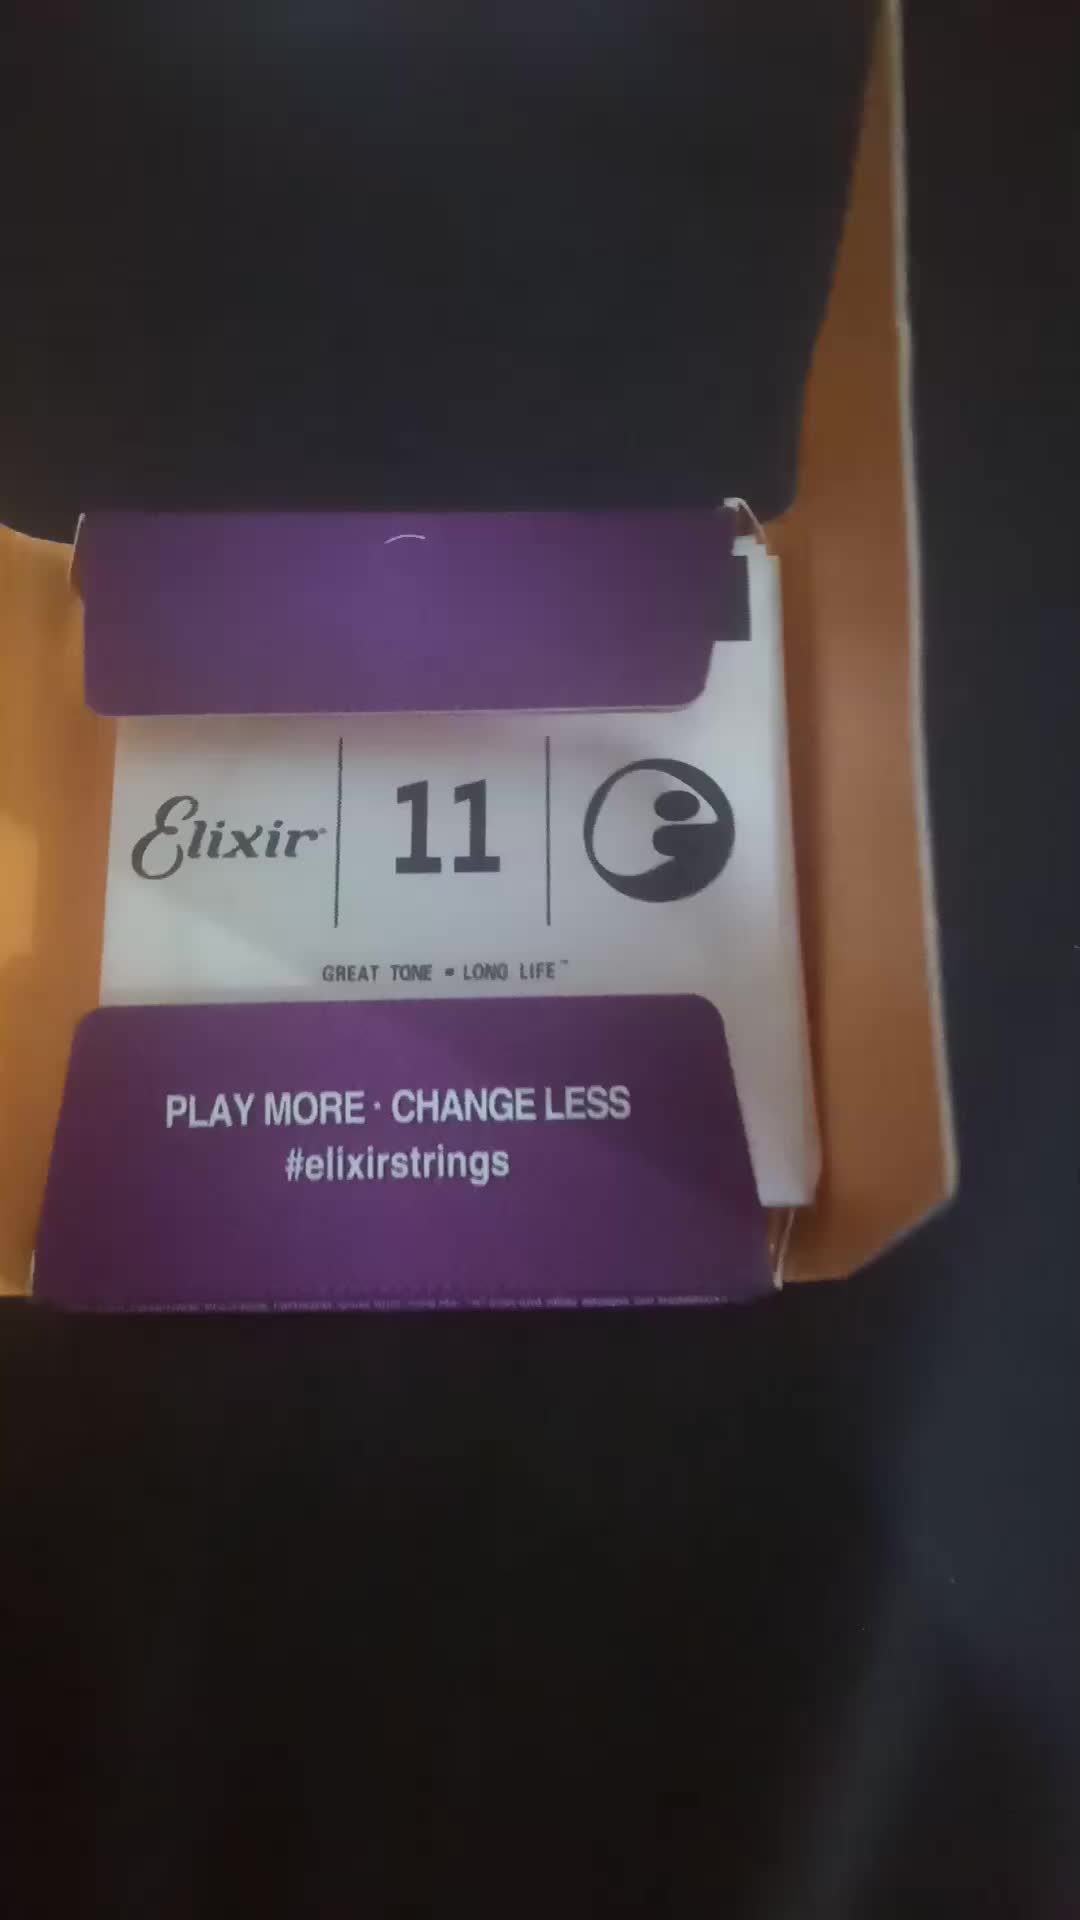 Elixir® 11
GREAT TONE • LONG LIFE™
PLAY MORE · CHANGE LESS
#elixirstrings